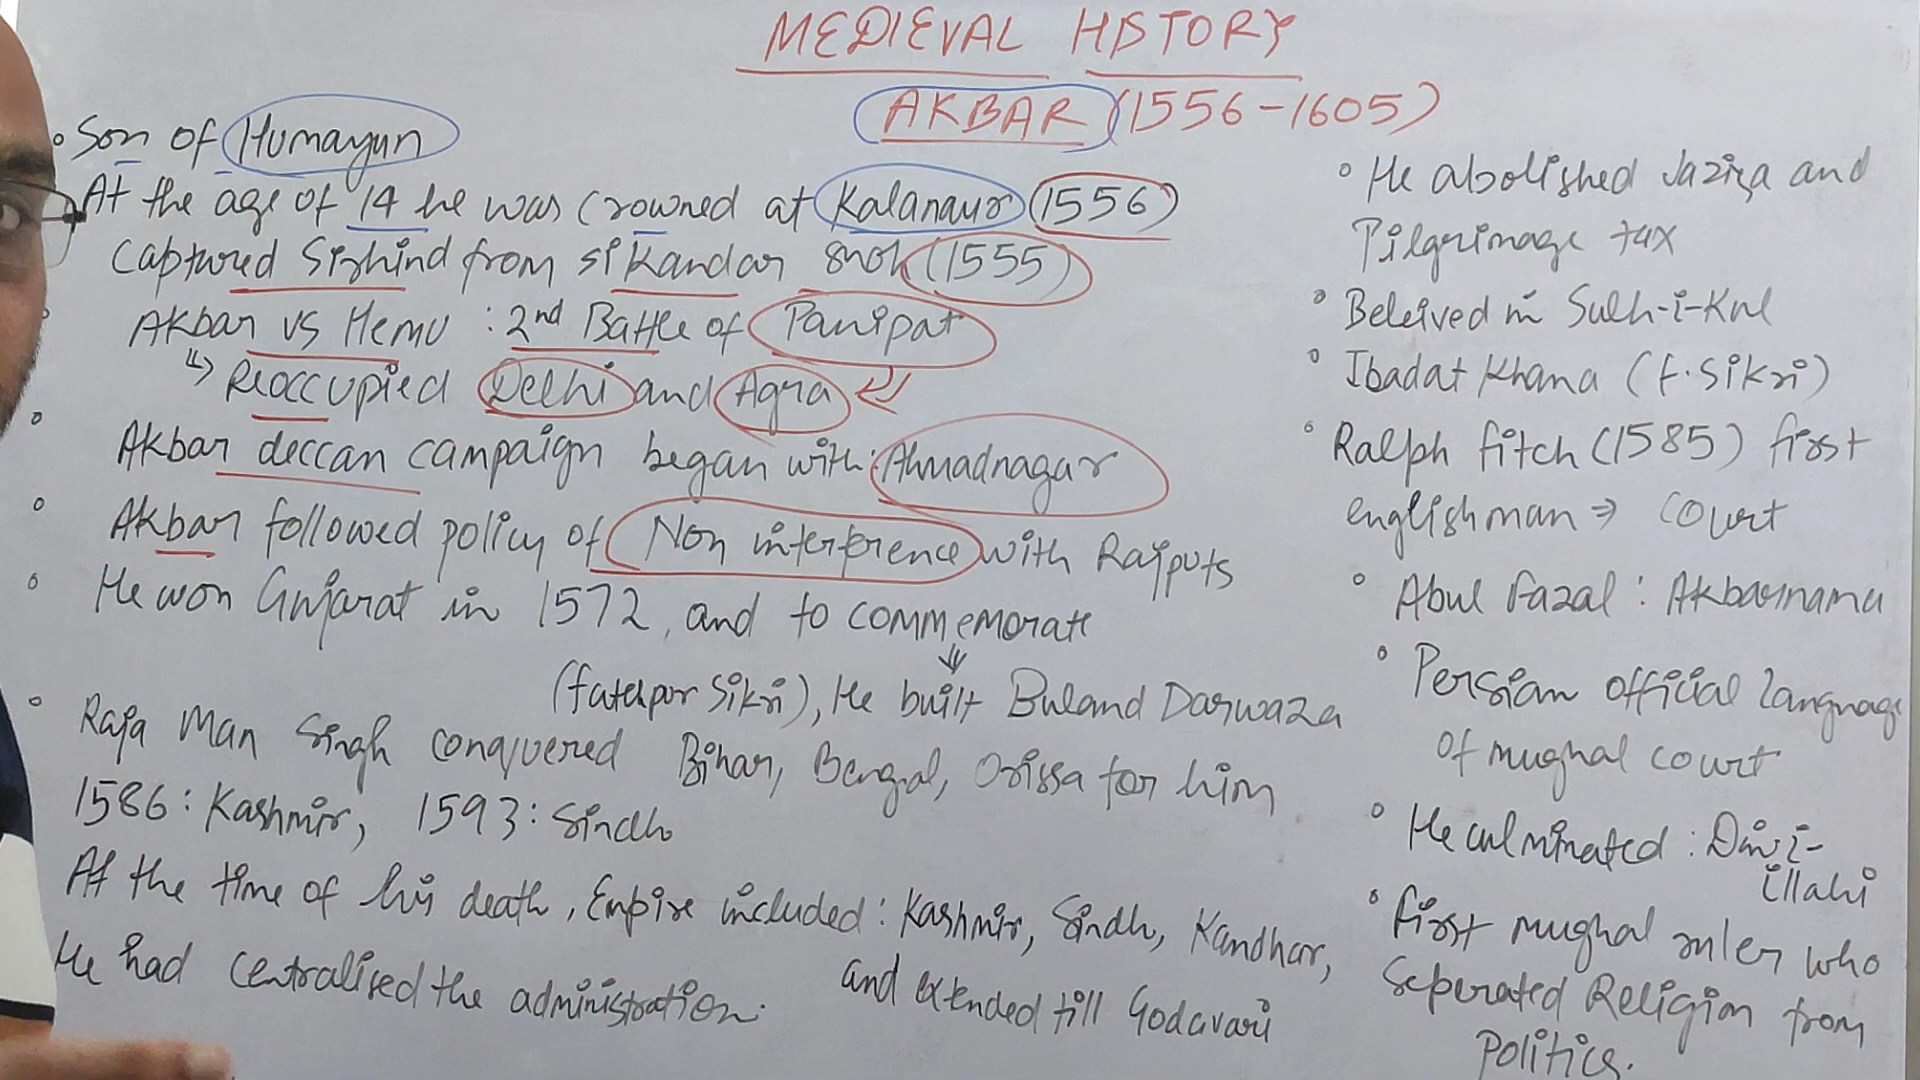 MEDIEVAL HISTORY
AKBAR (1556-1605)
Son of Humayun
At the age of 14 he was crowned at Kalanaur (1556)
Captured Sirhind from Sikandar (1555)
Akbar vs Hemu : 2nd Battle of Panipat
Reoccupied Delhi and Agra
Akbar deccan campaign began with : Ahmadnagar
Akbar followed policy of Non interference with Rajputs
He won Gujarat in 1572, and to commemorate
(fatehpur Sikri), He built Buland Darwaza
Raja Man Singh conquered Bihar, Bengal, Orissa for him
1586 : Kashmir, 1593 : Sindh
At the time of his death, Empire included : Kashmir, Sindh, Kandhar,
and extended till Godavari
He had centralised the administration.
He abolished Jaziya and
Pilgrimage tax
Beleived in Sulh-i-Kul
Ibadat Khana (f. Sikri)
Ralph fitch (1585) first
englishman ⇒ court
Abul Fazal : Akbarnama
Persian official language
of mughal court
He culminated : Din-i-
illahi
first mughal ruler who
Seperated Religion from
Politics.